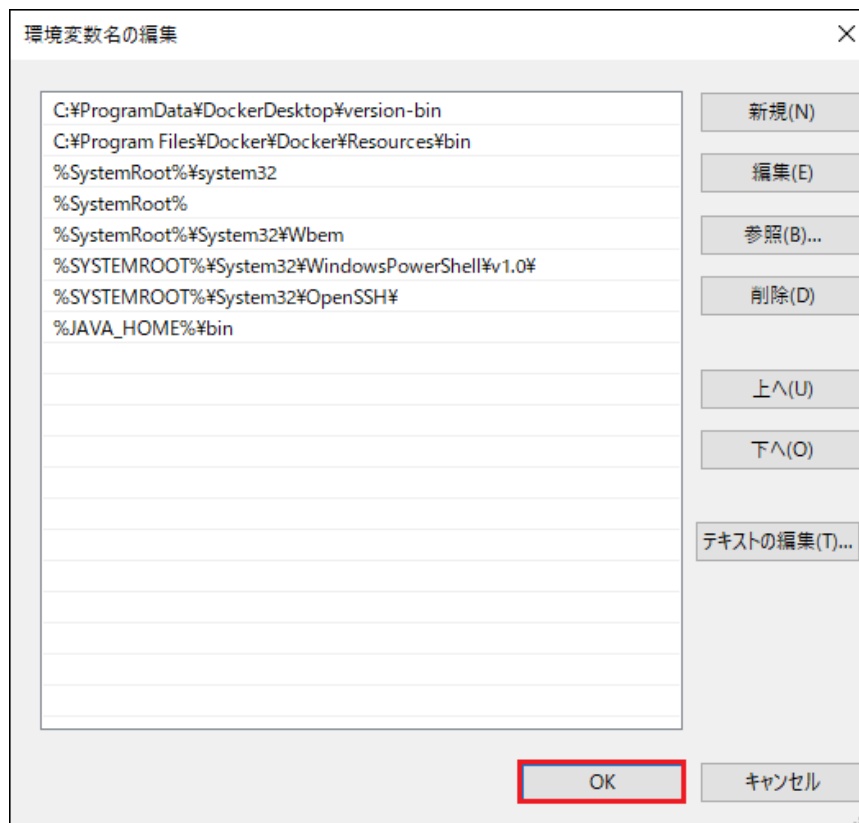 環境変数名の編集
C:¥ProgramData¥DockerDesktop¥version-bin
C:¥Program Files¥Docker¥Docker¥Resources¥bin
%SystemRoot%¥system32
%SystemRoot%
%SystemRoot%¥System32¥Wbem
%SYSTEMROOT%¥System32¥WindowsPowerShell¥v1.0¥
%SYSTEMROOT%¥System32¥OpenSSH¥
%JAVA_HOME%¥bin
新規(N)
編集(E)
参照(B)...
削除(D)
上へ(U)
下へ(O)
テキストの編集(T)...
OK
キャンセル